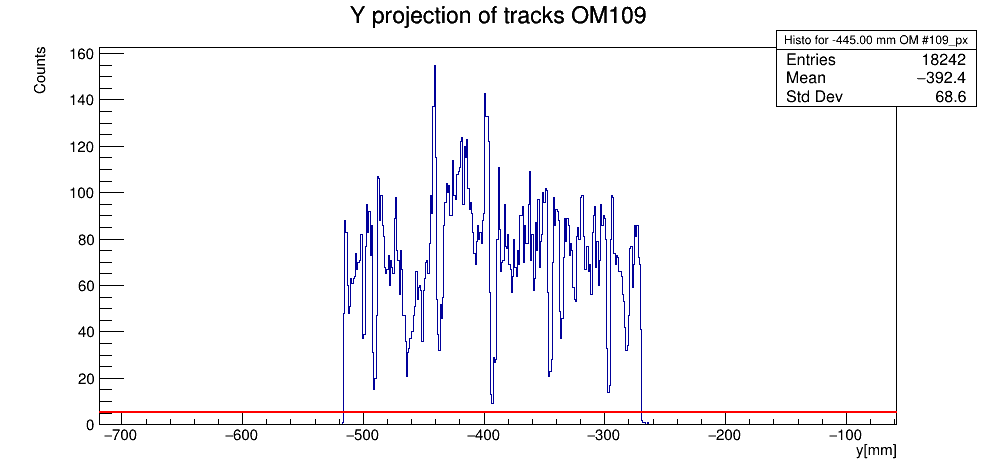 Y projection of tracks OM109
Histo for -445.00 mm OM #109_px
Entries 18242
Mean −392.4
Std Dev 68.6
Counts
160
140
120
100
80
60
40
20
0
−700 −600 −500 −400 −300 −200 −100
y[mm]